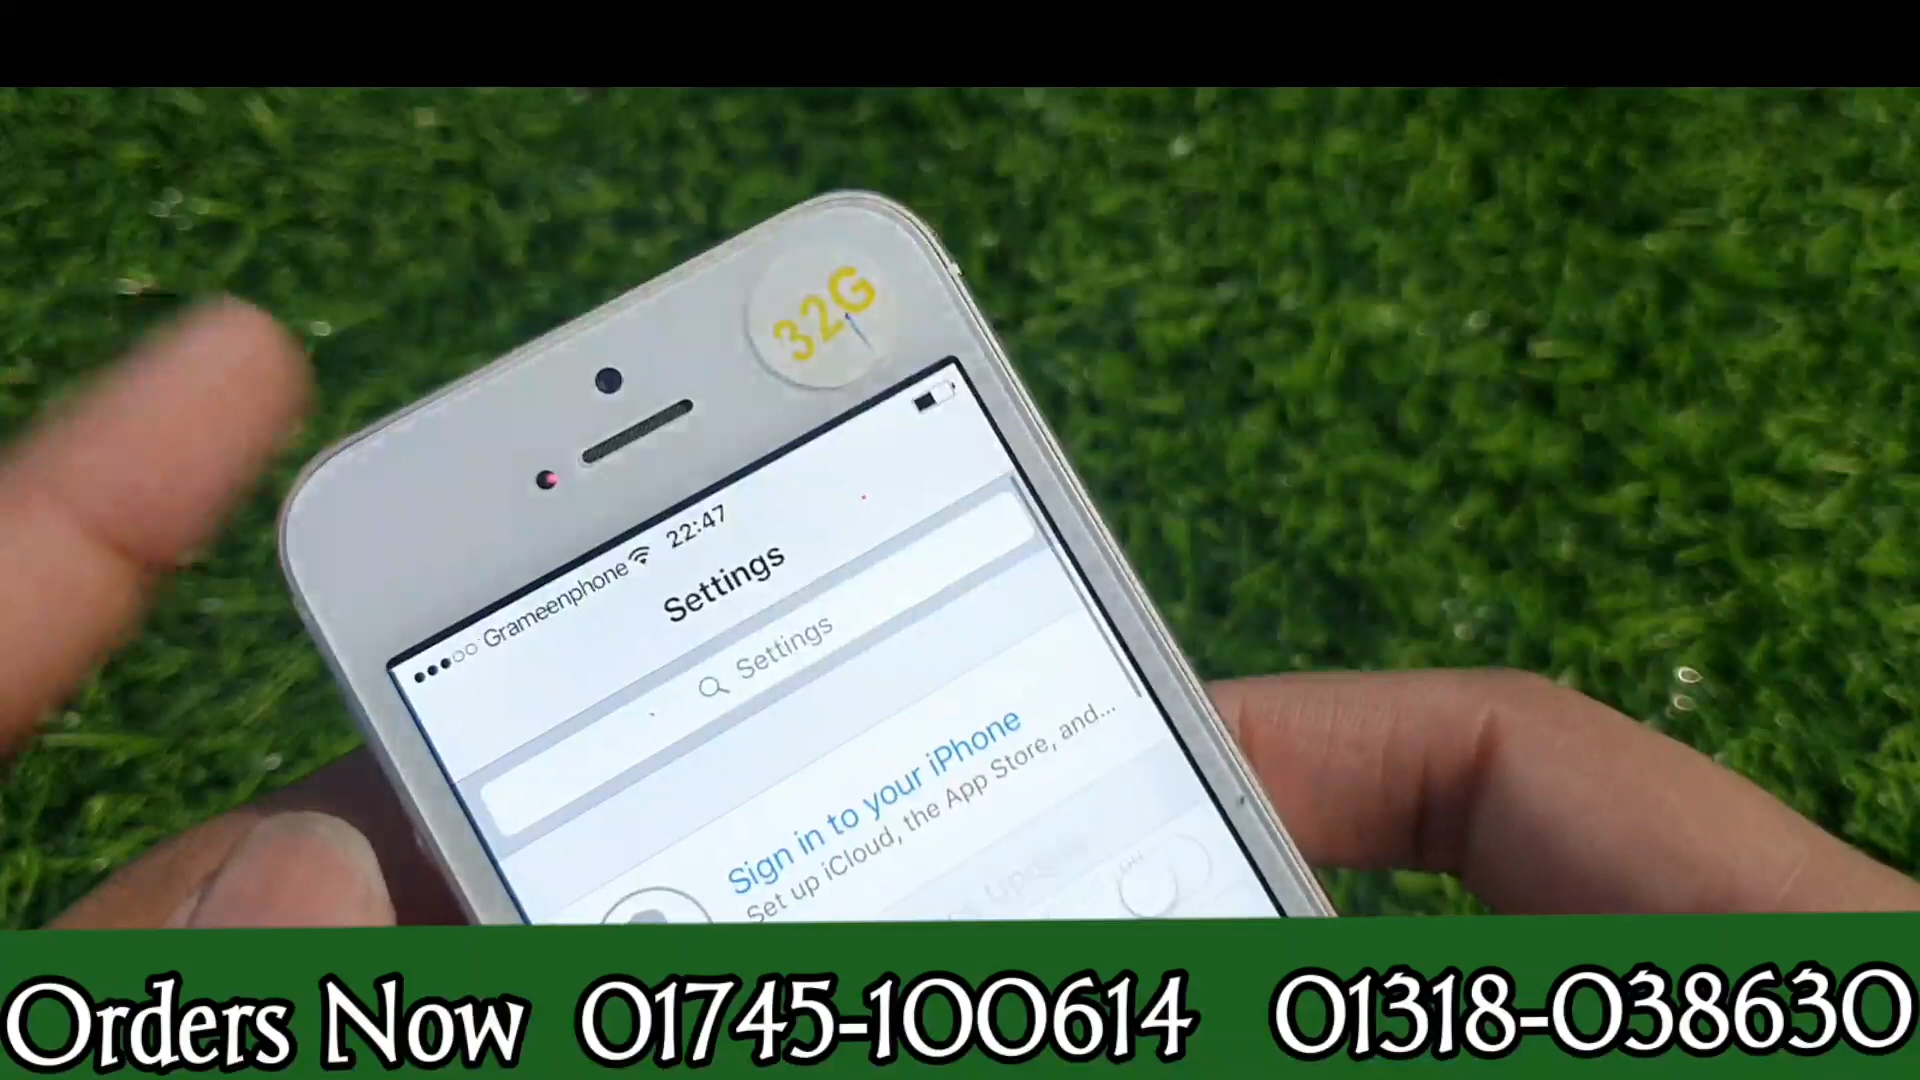 32G
Grameenphone 22:47
Settings
Settings
Sign in to your iPhone
Set up iCloud, the App Store, and...
Orders Now 01745-100614 01318-038630